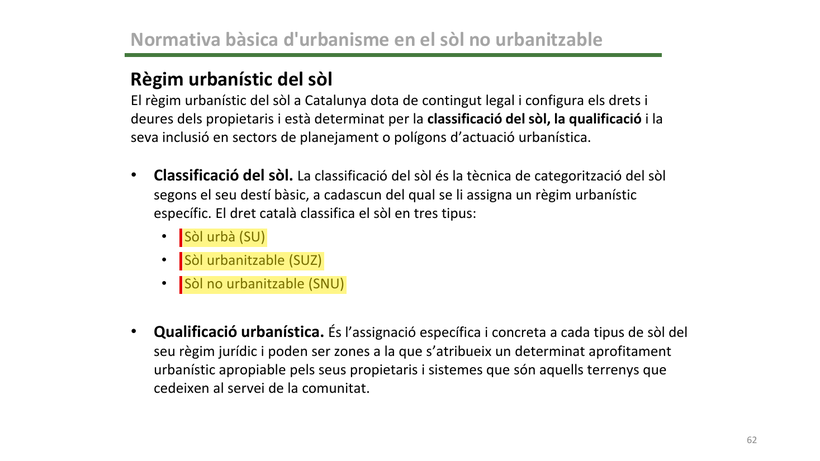 Normativa bàsica d'urbanisme en el sòl no urbanitzable
Règim urbanístic del sòl
El règim urbanístic del sòl a Catalunya dota de contingut legal i configura els drets i
deures dels propietaris i està determinat per la classificació del sòl, la qualificació i la
seva inclusió en sectors de planejament o polígons d’actuació urbanística.
• Classificació del sòl. La classificació del sòl és la tècnica de categorització del sòl
segons el seu destí bàsic, a cadascun del qual se li assigna un règim urbanístic
específic. El dret català classifica el sòl en tres tipus:
• Sòl urbà (SU)
• Sòl urbanitzable (SUZ)
• Sòl no urbanitzable (SNU)
• Qualificació urbanística. És l’assignació específica i concreta a cada tipus de sòl del
seu règim jurídic i poden ser zones a la que s’atribueix un determinat aprofitament
urbanístic apropiable pels seus propietaris i sistemes que són aquells terrenys que
cedeixen al servei de la comunitat.
62